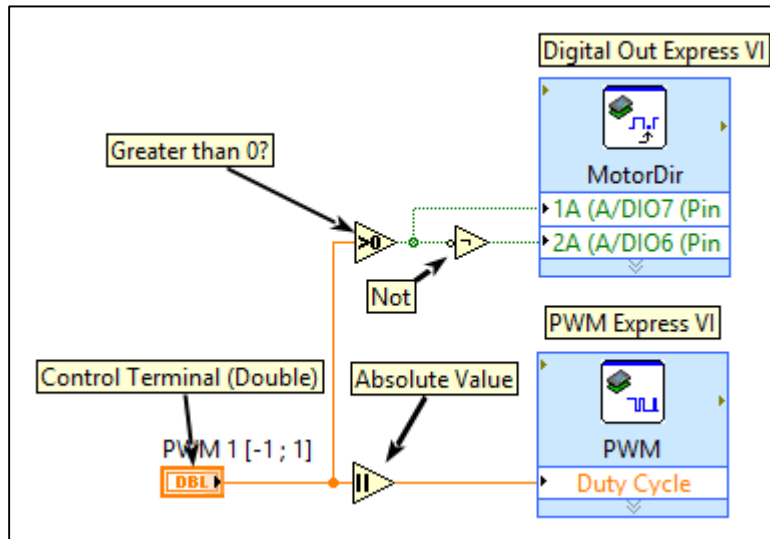 Digital Out Express VI
Greater than 0?
MotorDir
>0
1A (A/DIO7 (Pin
2A (A/DIO6 (Pin
Not
PWM Express VI
Control Terminal (Double)
Absolute Value
PWM 1 [-1 ; 1]
PWM
DBL
Duty Cycle